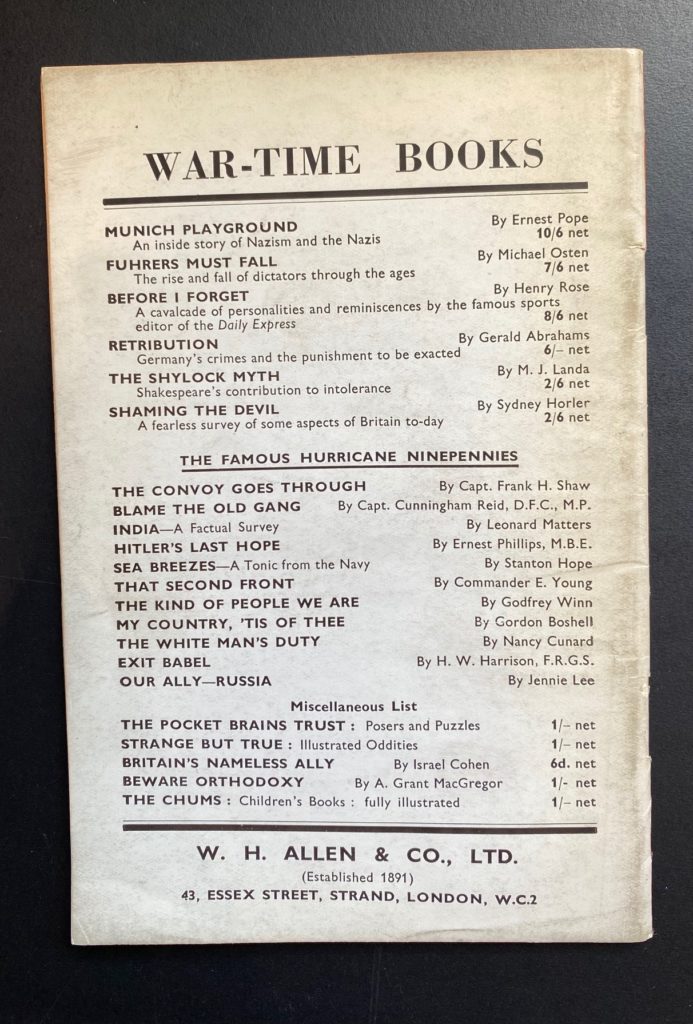 WAR-TIME BOOKS
MUNICH PLAYGROUND By Ernest Pope
An inside story of Nazism and the Nazis 10/6 net
FUHRERS MUST FALL By Michael Osten
The rise and fall of dictators through the ages 7/6 net
BEFORE I FORGET By Henry Rose
A cavalcade of personalities and reminiscences by the famous sports
editor of the Daily Express 8/6 net
RETRIBUTION By Gerald Abrahams
Germany's crimes and the punishment to be exacted 6/– net
THE SHYLOCK MYTH By M. J. Landa
Shakespeare's contribution to intolerance 2/6 net
SHAMING THE DEVIL By Sydney Horler
A fearless survey of some aspects of Britain to-day 2/6 net
THE FAMOUS HURRICANE NINEPENNIES
THE CONVOY GOES THROUGH By Capt. Frank H. Shaw
BLAME THE OLD GANG By Capt. Cunningham Reid, D.F.C., M.P.
INDIA—A Factual Survey By Leonard Matters
HITLER'S LAST HOPE By Ernest Phillips, M.B.E.
SEA BREEZES—A Tonic from the Navy By Stanton Hope
THAT SECOND FRONT By Commander E. Young
THE KIND OF PEOPLE WE ARE By Godfrey Winn
MY COUNTRY, 'TIS OF THEE By Gordon Boshell
THE WHITE MAN'S DUTY By Nancy Cunard
EXIT BABEL By H. W. Harrison, F.R.G.S.
OUR ALLY—RUSSIA By Jennie Lee
Miscellaneous List
THE POCKET BRAINS TRUST : Posers and Puzzles 1/– net
STRANGE BUT TRUE : Illustrated Oddities 1/– net
BRITAIN'S NAMELESS ALLY By Israel Cohen 6d. net
BEWARE ORTHODOXY By A. Grant MacGregor 1/- net
THE CHUMS : Children's Books : fully illustrated 1/– net
W. H. ALLEN & CO., LTD.
(Established 1891)
43, ESSEX STREET, STRAND, LONDON, W.C.2